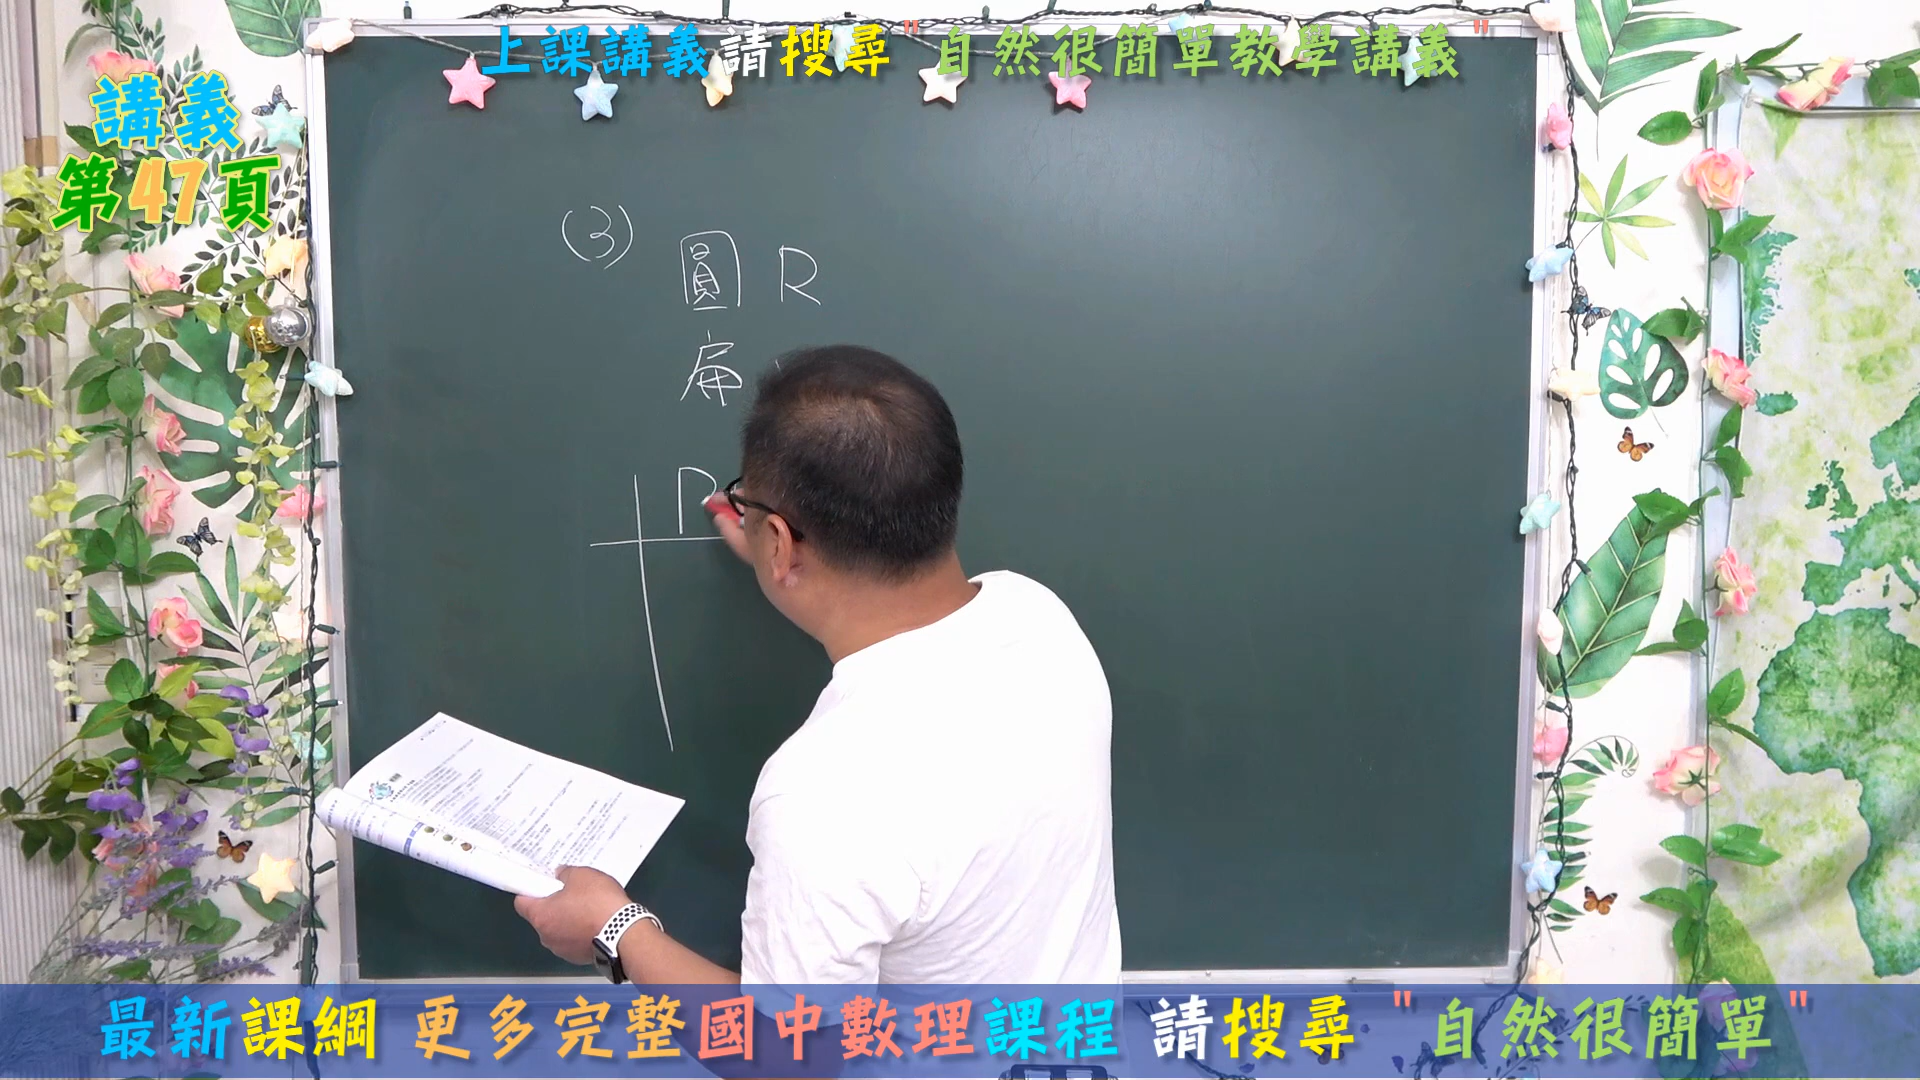 上課講義請搜尋"自然很簡單教學講義"
講義
第47頁
(3)
圓 R
扁
R
最新課綱 更多完整國中數理課程 請搜尋"自然很簡單"